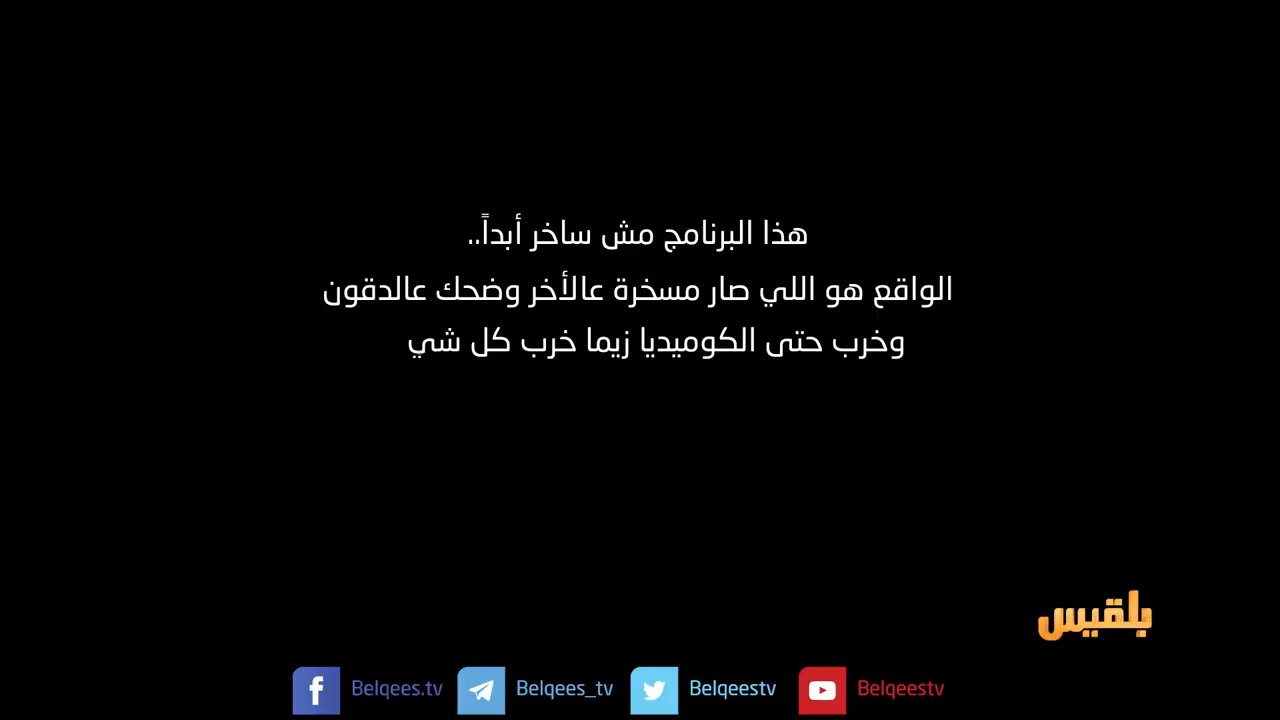 هذا البرنامج مش ساخر أبداً..
الواقع هو اللي صار مسخرة عالأخر وضحك عالدقون
وخرب حتى الكوميديا زيما خرب كل شي
بلقيس
Belqees.tv Belqees_tv Belqeestv Belqeestv